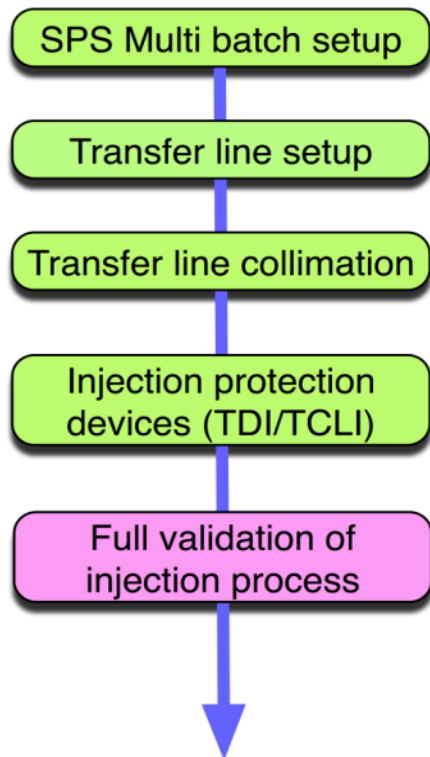 SPS Multi batch setup
Transfer line setup
Transfer line collimation
Injection protection
devices (TDI/TCLI)
Full validation of
injection process